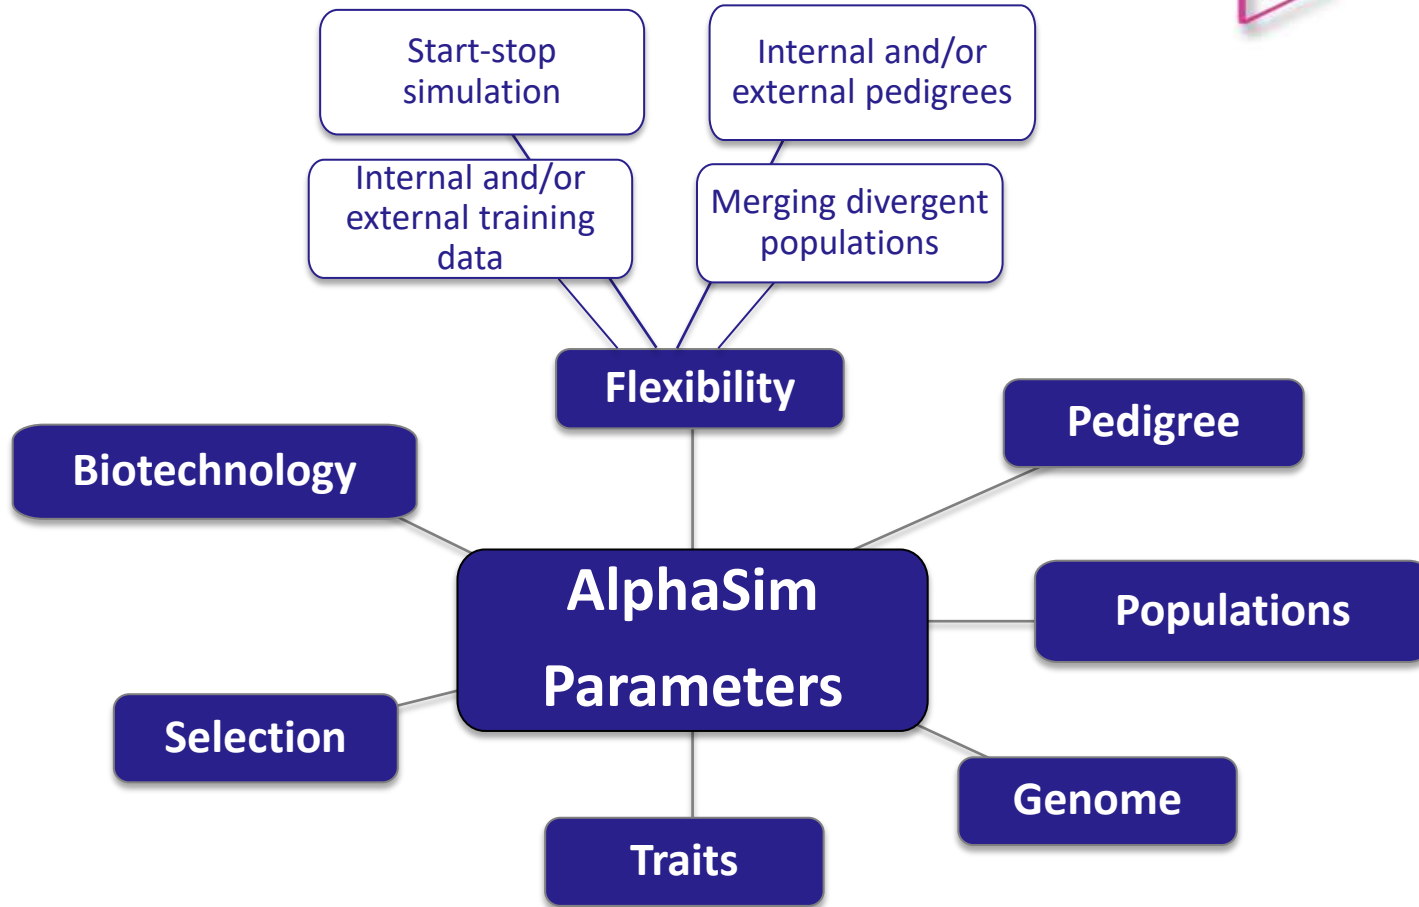 Start-stop
simulation
Internal and/or
external pedigrees
Internal and/or
external training
data
Merging divergent
populations
Flexibility
Pedigree
Biotechnology
AlphaSim
Parameters
Populations
Selection
Genome
Traits